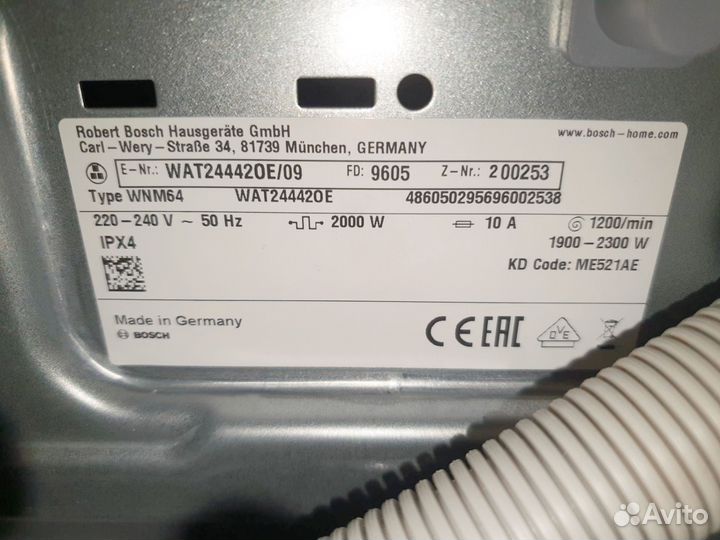 Robert Bosch Hausgeräte GmbH
www.bosch-home.com
Carl-Wery-Straße 34, 81739 München, GERMANY
E-Nr.: WAT24442OE/09 FD: 9605 Z-Nr.: 200253
Type WNM64 WAT24442OE 486050295696002538
220-240 V ~ 50 Hz 2000 W 10 A 1200/min
IPX4 1900-2300 W
KD Code: ME521AE
Made in Germany
BOSCH
CE EAC DVE
Avito